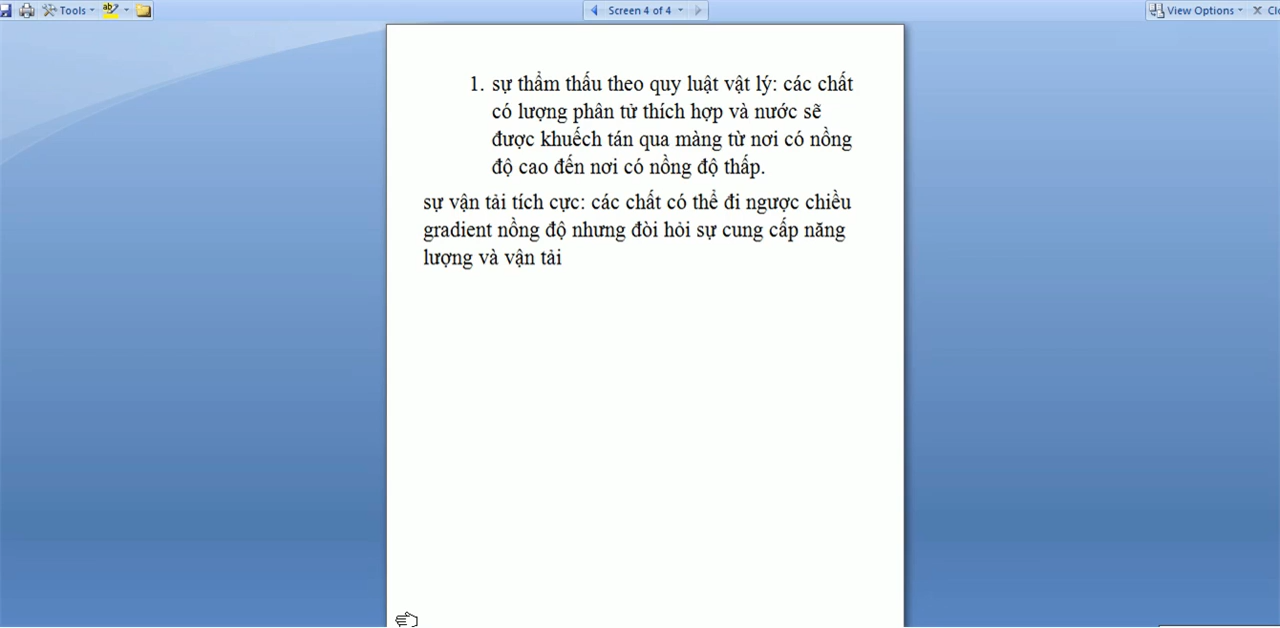 Tools
Screen 4 of 4
View Options
1. sự thẩm thấu theo quy luật vật lý: các chất
có lượng phân tử thích hợp và nước sẽ
được khuếch tán qua màng từ nơi có nồng
độ cao đến nơi có nồng độ thấp.
sự vận tải tích cực: các chất có thể đi ngược chiều
gradient nồng độ nhưng đòi hỏi sự cung cấp năng
lượng và vận tải